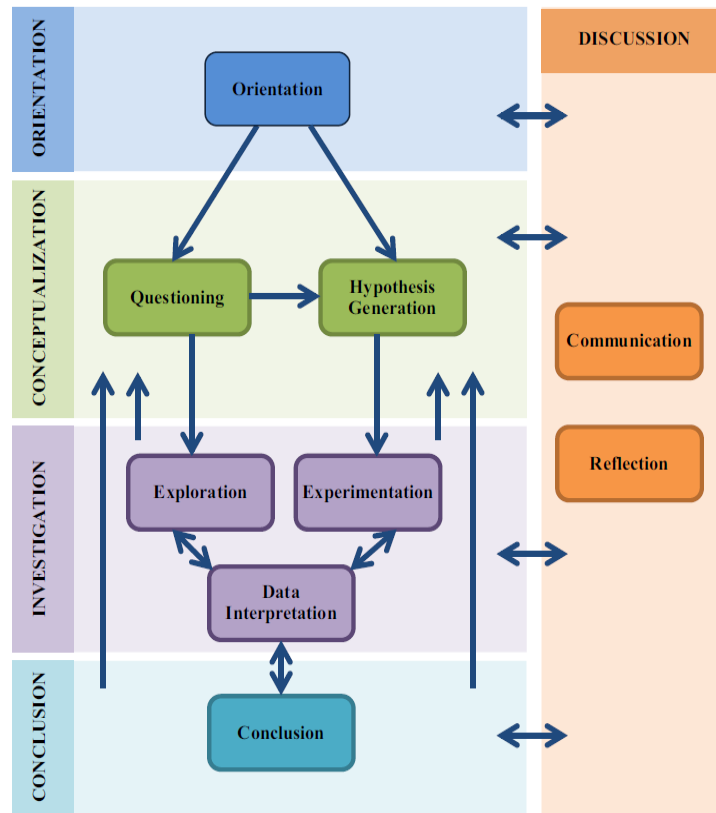 ORIENTATION
Orientation
CONCEPTUALIZATION
Questioning
Hypothesis
Generation
INVESTIGATION
Exploration
Experimentation
Data
Interpretation
CONCLUSION
Conclusion
DISCUSSION
Communication
Reflection